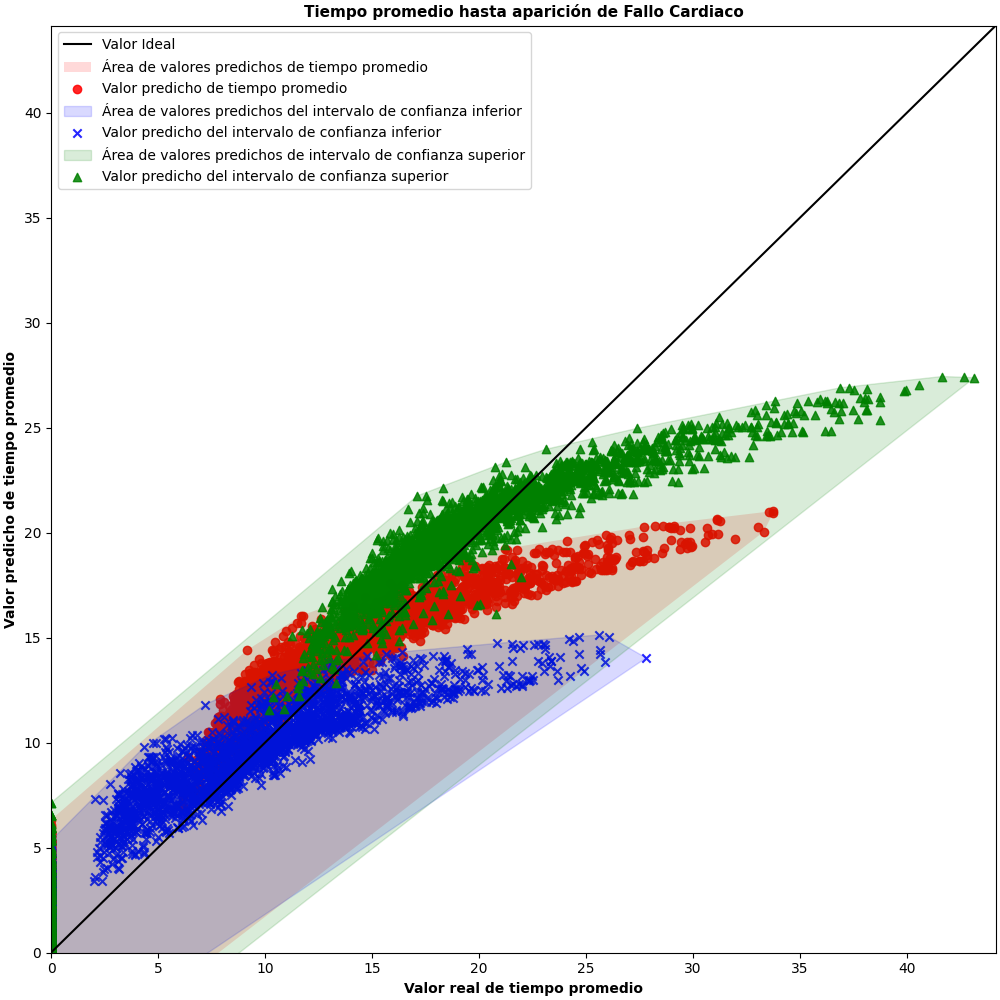 Tiempo promedio hasta aparición de Fallo Cardiaco
Valor Ideal
Área de valores predichos de tiempo promedio
Valor predicho de tiempo promedio
Área de valores predichos del intervalo de confianza inferior
Valor predicho del intervalo de confianza inferior
Área de valores predichos de intervalo de confianza superior
Valor predicho del intervalo de confianza superior
Valor predicho de tiempo promedio
40
35
30
25
20
15
10
5
0
0 5 10 15 20 25 30 35 40
Valor real de tiempo promedio